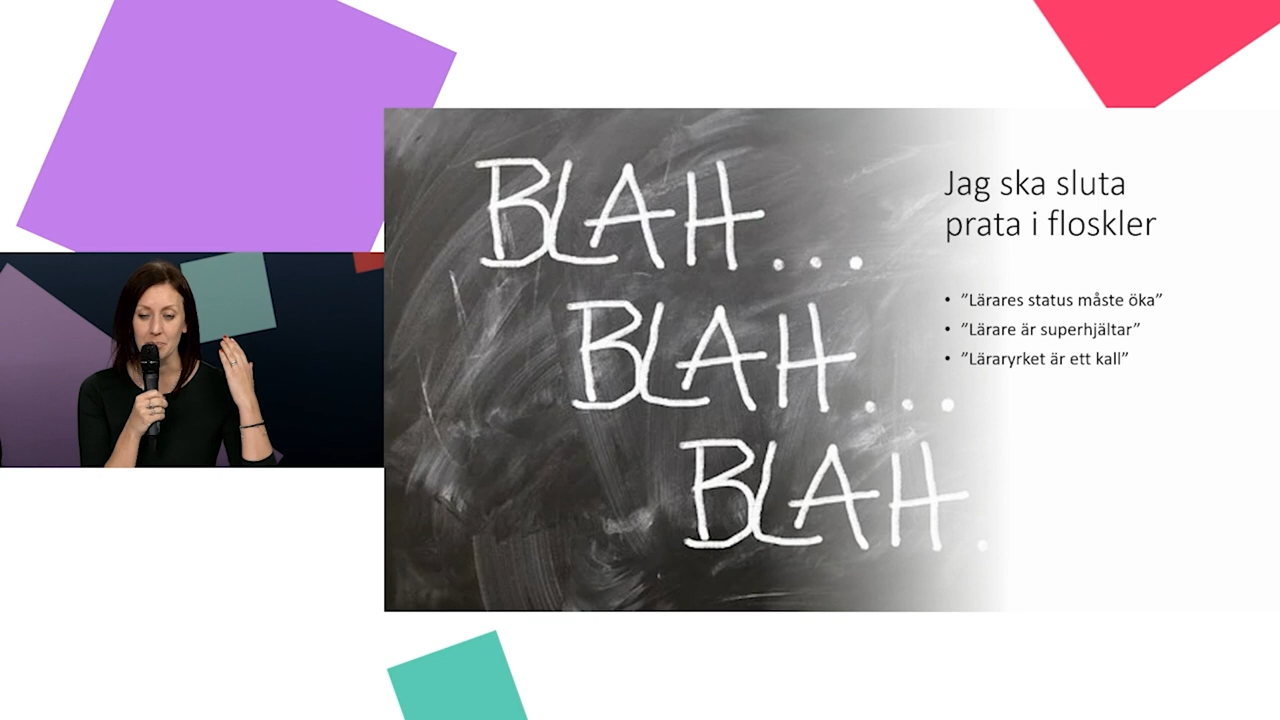 BLAH...
BLAH...
BLAH.
Jag ska sluta
prata i floskler
• ”Lärares status måste öka”
• ”Lärare är superhjältar”
• ”Läraryrket är ett kall”